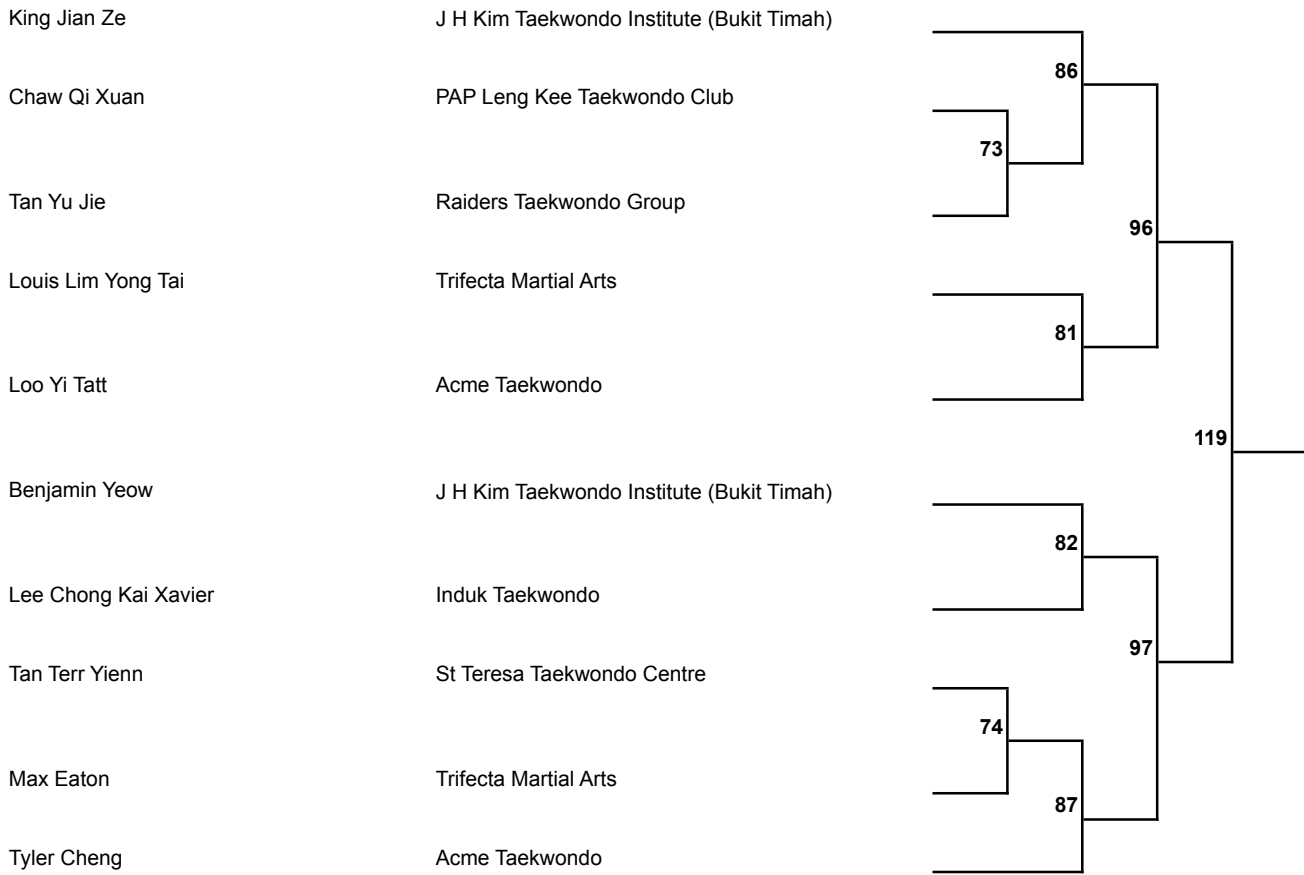 King Jian Ze J H Kim Taekwondo Institute (Bukit Timah)
86
Chaw Qi Xuan PAP Leng Kee Taekwondo Club
73
Tan Yu Jie Raiders Taekwondo Group
96
Louis Lim Yong Tai Trifecta Martial Arts
81
Loo Yi Tatt Acme Taekwondo
119
Benjamin Yeow J H Kim Taekwondo Institute (Bukit Timah)
82
Lee Chong Kai Xavier Induk Taekwondo
97
Tan Terr Yienn St Teresa Taekwondo Centre
74
Max Eaton Trifecta Martial Arts
87
Tyler Cheng Acme Taekwondo